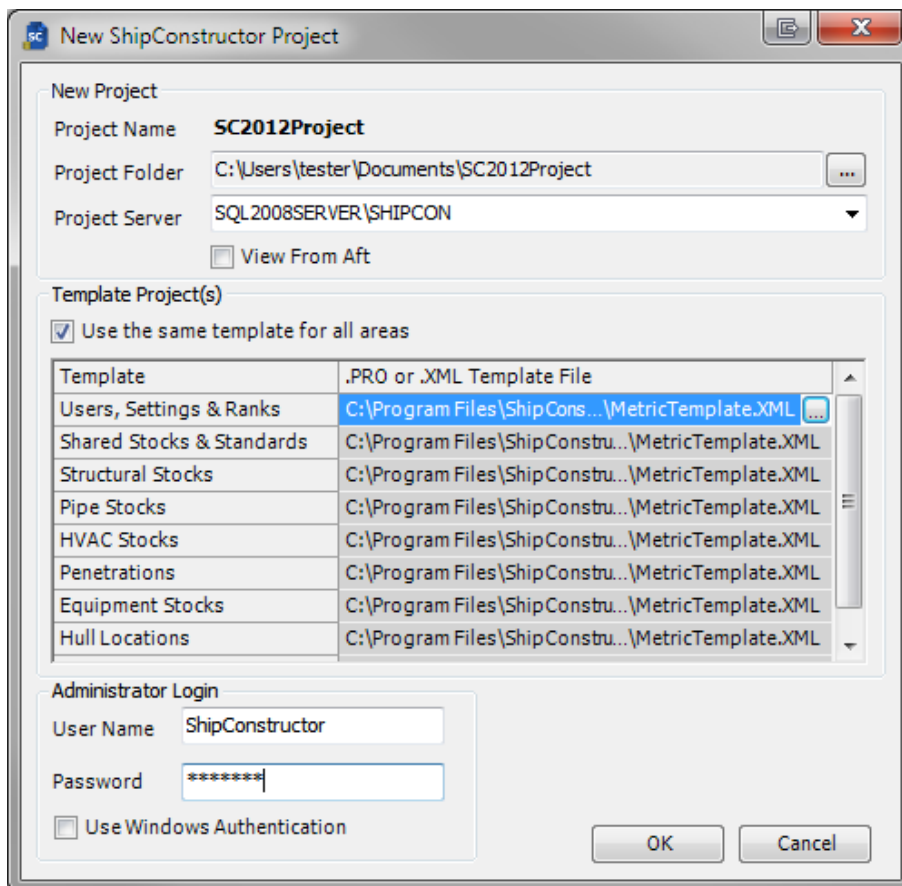 SC New ShipConstructor Project
New Project
Project Name SC2012Project
Project Folder C:\Users\tester\Documents\SC2012Project ...
Project Server SQL2008SERVER\SHIPCON
View From Aft
Template Project(s)
Use the same template for all areas
Template .PRO or .XML Template File
Users, Settings & Ranks C:\Program Files\ShipCons...\MetricTemplate.XML ...
Shared Stocks & Standards C:\Program Files\ShipConstru...\MetricTemplate.XML
Structural Stocks C:\Program Files\ShipConstru...\MetricTemplate.XML
Pipe Stocks C:\Program Files\ShipConstru...\MetricTemplate.XML
HVAC Stocks C:\Program Files\ShipConstru...\MetricTemplate.XML
Penetrations C:\Program Files\ShipConstru...\MetricTemplate.XML
Equipment Stocks C:\Program Files\ShipConstru...\MetricTemplate.XML
Hull Locations C:\Program Files\ShipConstru...\MetricTemplate.XML
Administrator Login
User Name ShipConstructor
Password *******
Use Windows Authentication
OK Cancel